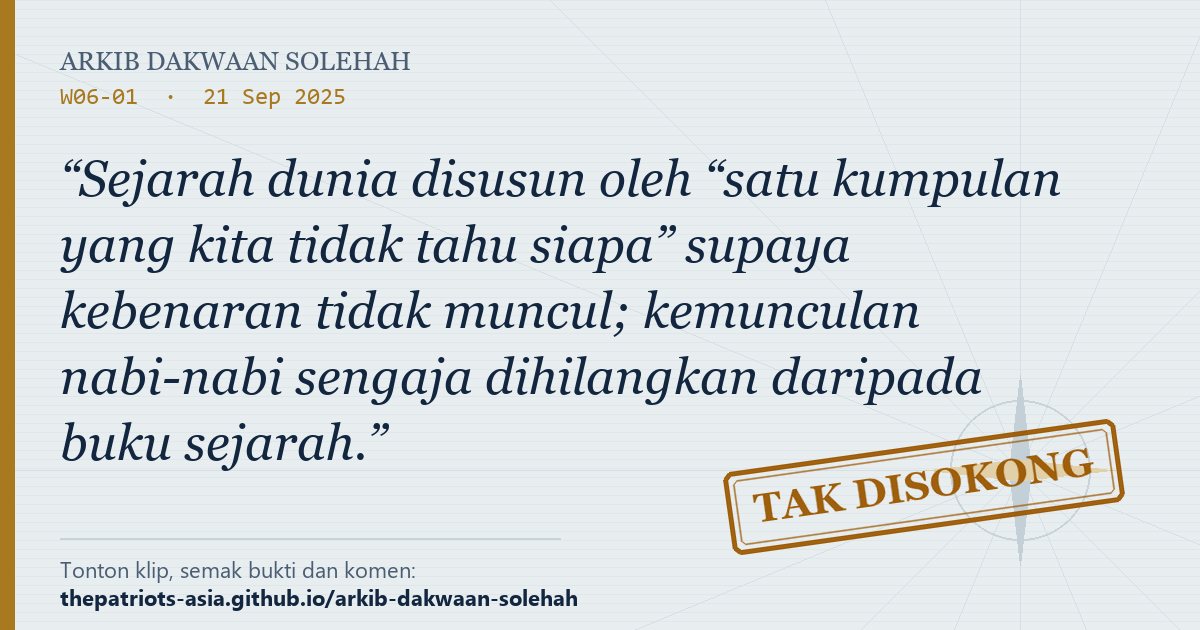 ARKIB DAKWAAN SOLEHAH
W06-01 · 21 Sep 2025
“Sejarah dunia disusun oleh “satu kumpulan
yang kita tidak tahu siapa” supaya
kebenaran tidak muncul; kemunculan
nabi-nabi sengaja dihilangkan daripada
buku sejarah.”
TAK DISOKONG
Tonton klip, semak bukti dan komen:
thepatriots-asia.github.io/arkib-dakwaan-solehah